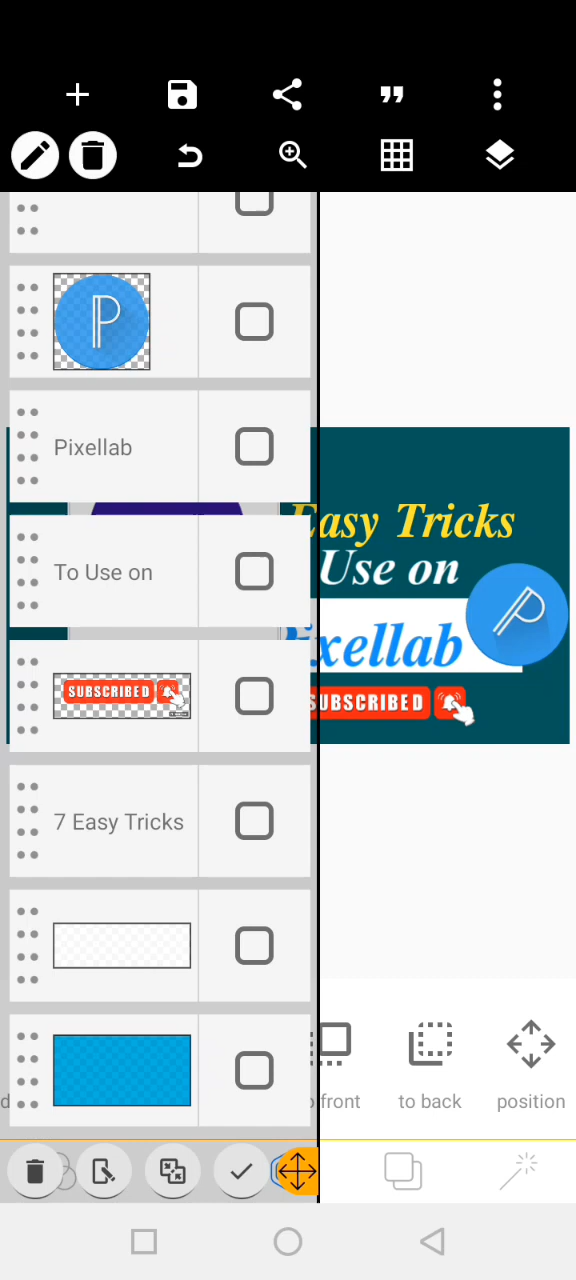 Pixellab
To Use on
SUBSCRIBED
7 Easy Tricks
Easy Tricks
Use on
xellab
SUBSCRIBED
front
to back
position